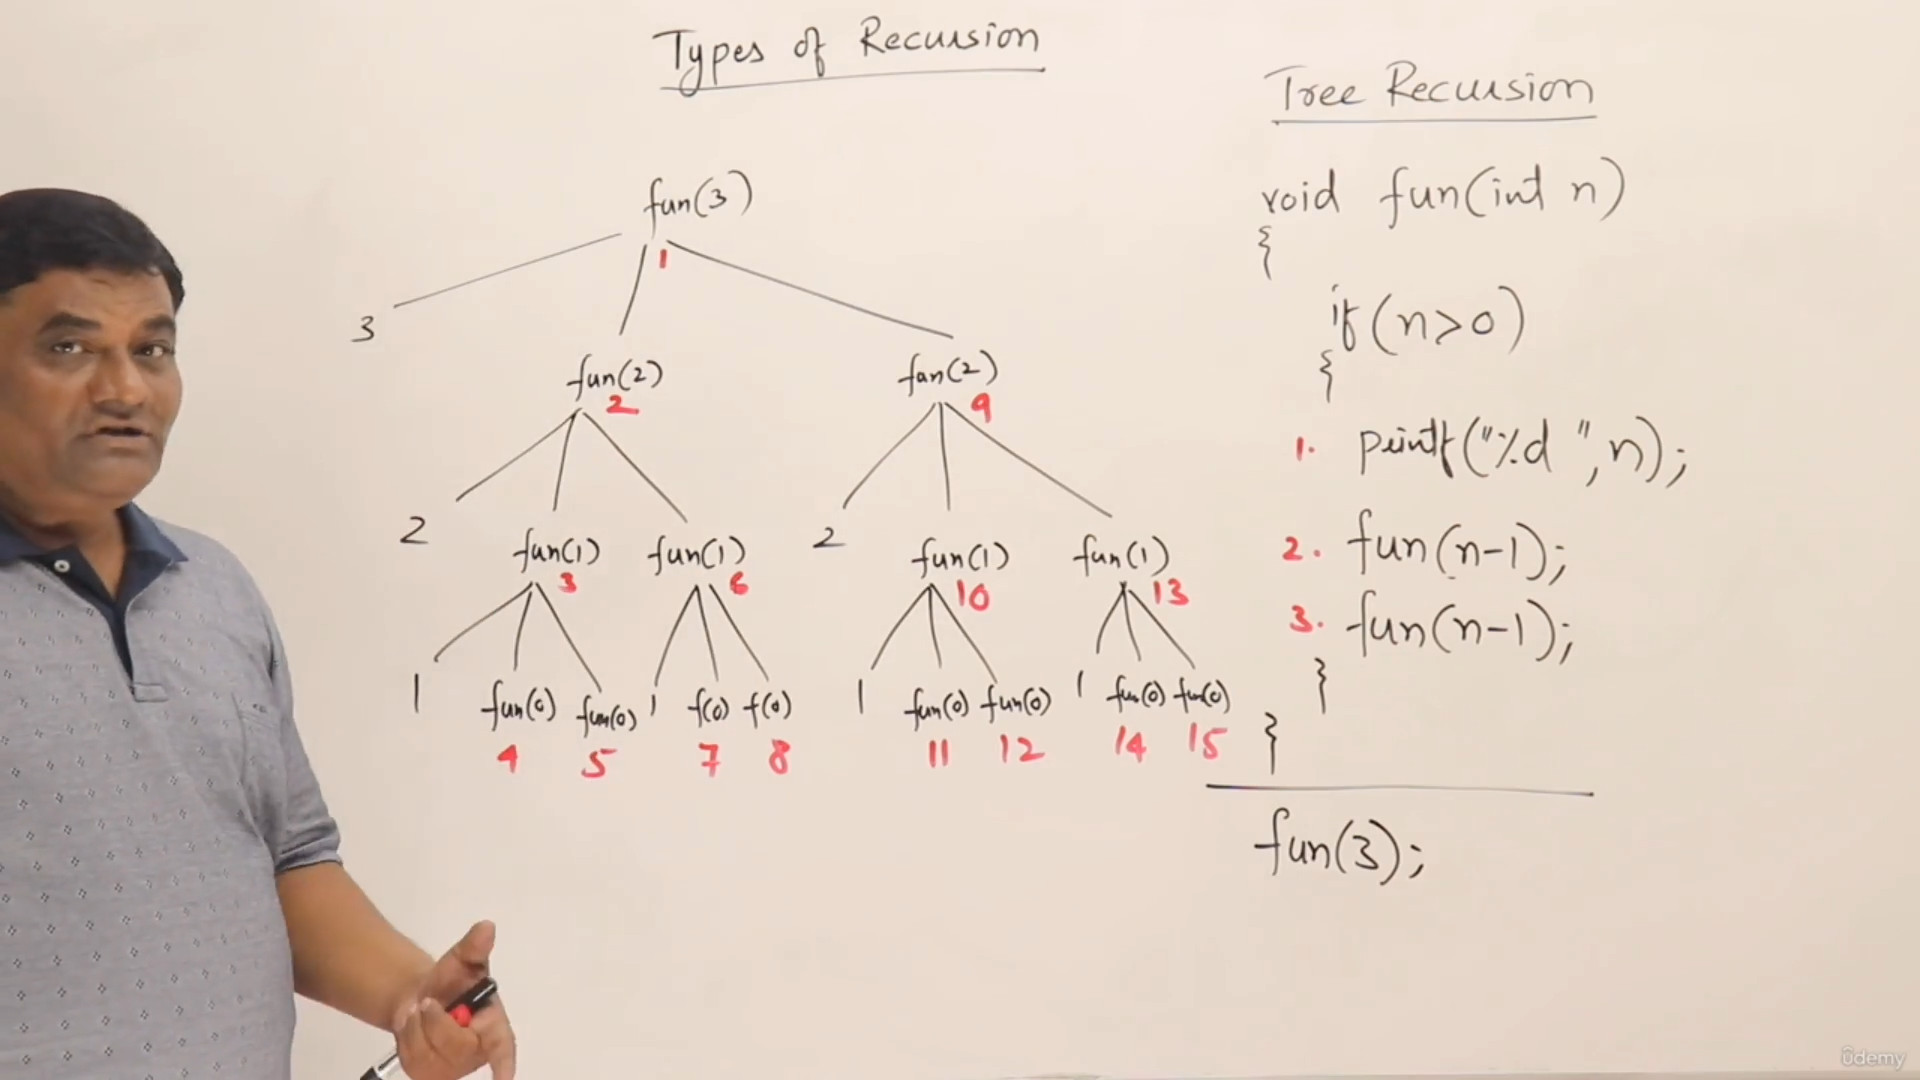 Types of Recursion
Tree Recursion
void fun(int n)
{
if(n>0)
{
1. printf("%d ",n);
2. fun(n-1);
3. fun(n-1);
}
}
fun(3);
fun(3)
1
3
fun(2) fun(2)
2 9
2 fun(1) fun(1) 2 fun(1) fun(1)
3 6 10 13
1 fun(0) fun(0) 1 f(0) f(0) 1 fun(0) fun(0) 1 fun(0) fun(0)
4 5 7 8 11 12 14 15
ûdemy